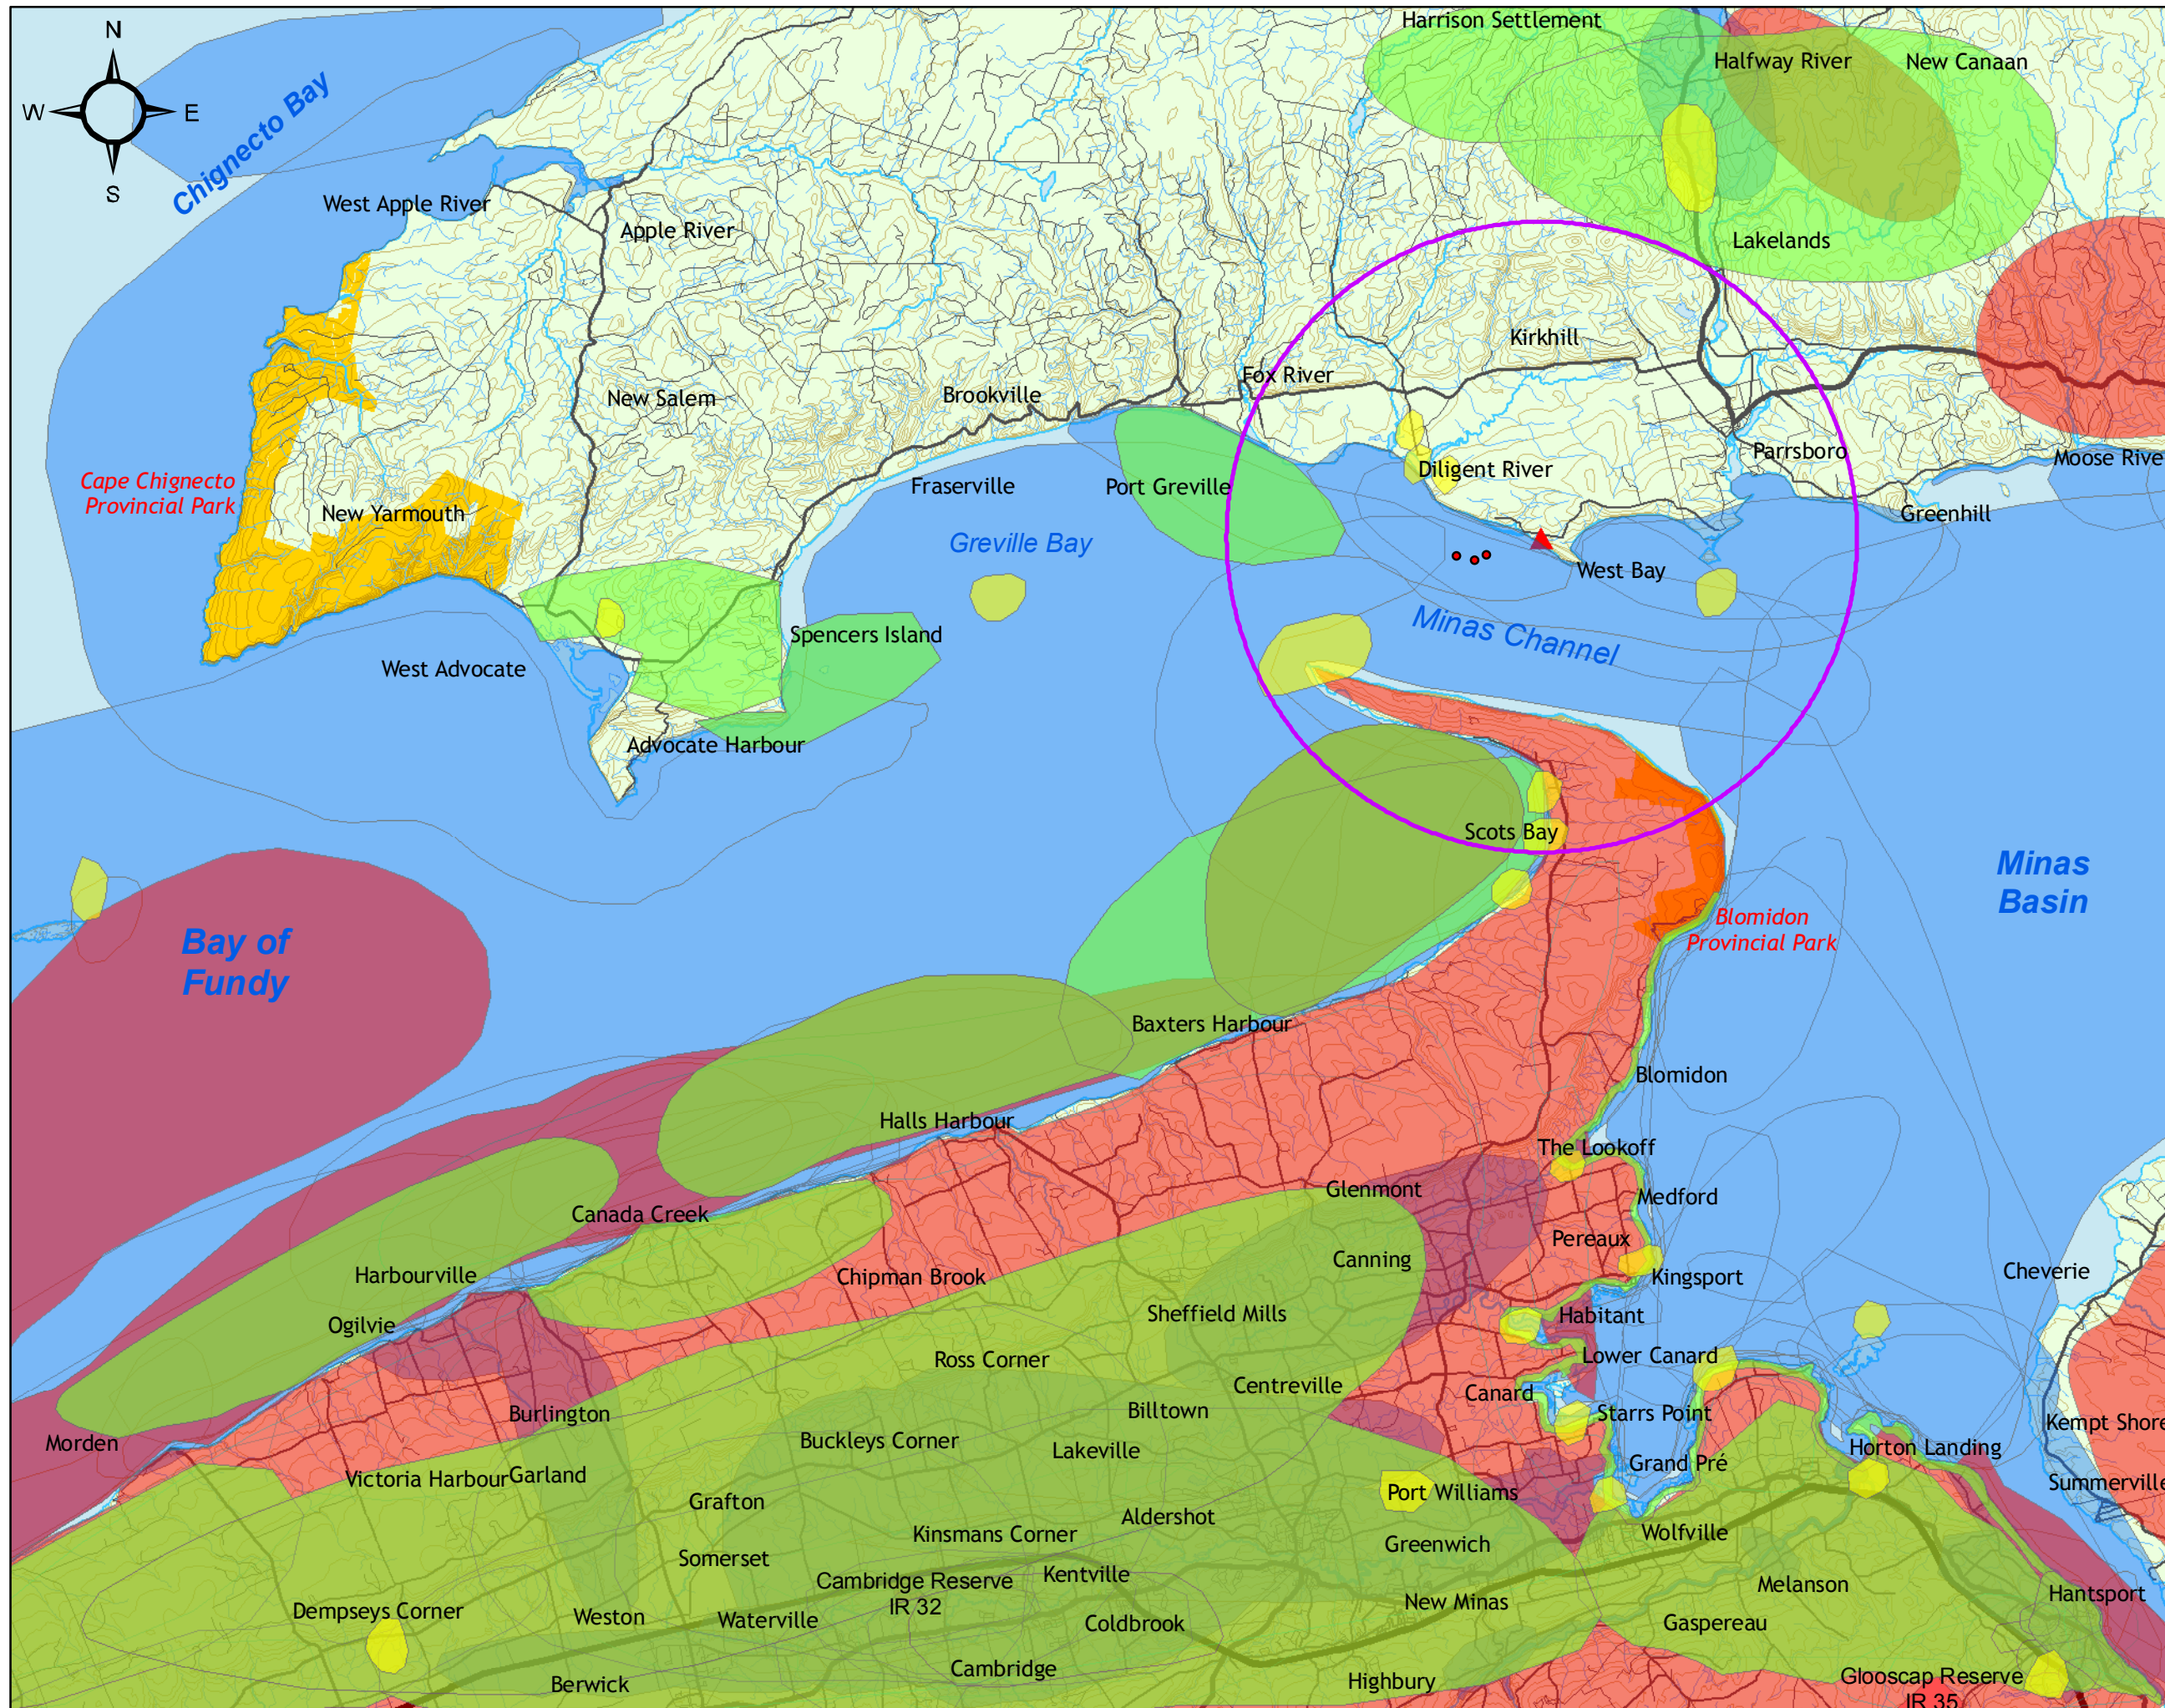 Harrison Settlement
N
Halfway River
New Canaan
W
E
Chignecto Bay
S
West Apple River
Apple River
Lakelands
Kirkhill
Fox River
New Salem
Brookville
Parrsboro
Moose Rive
Cape Chignecto
Provincial Park
Diligent River
Fraserville
Port Greville
New Yarmouth
Greenhill
Greville Bay
West Bay
Minas Channel
Spencers Island
West Advocate
Advocate Harbour
Scots Bay
Minas
Basin
Blomidon
Provincial Park
Bay of
Fundy
Baxters Harbour
Blomidon
Halls Harbour
The Lookoff
Glenmont
Medford
Canada Creek
Pereaux
Canning
Harbourville
Chipman Brook
Kingsport
Cheverie
Sheffield Mills
Habitant
Ogilvie
Ross Corner
Lower Canard
Centreville
Canard
Burlington
Billtown
Starrs Point
Kempt Shore
Morden
Buckleys Corner
Lakeville
Horton Landing
Grand Pré
Victoria Harbour
Garland
Port Williams
Summerville
Grafton
Aldershot
Kinsmans Corner
Wolfville
Greenwich
Somerset
Cambridge Reserve
IR 32
Kentville
Melanson
Hantsport
Dempseys Corner
Weston
Waterville
New Minas
Coldbrook
Gaspereau
Cambridge
Berwick
Highbury
Glooscap Reserve
IR 35